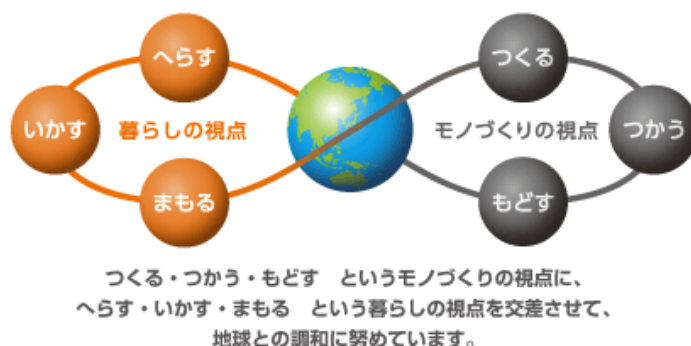 へらす
つくる
いかす
暮らしの視点
モノづくりの視点
つかう
まもる
もどす
つくる・つかう・もどす　というモノづくりの視点に、
へらす・いかす・まもる　という暮らしの視点を交差させて、
地球との調和に努めています。